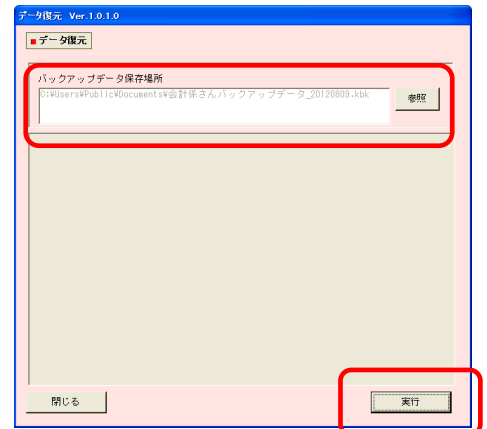 データ復元 Ver.1.0.1.0
■データ復元
バックアップデータ保存場所
C:¥Users¥Public¥Documents¥会計係さんバックアップデータ_20120809.kbk
参照
閉じる
実行